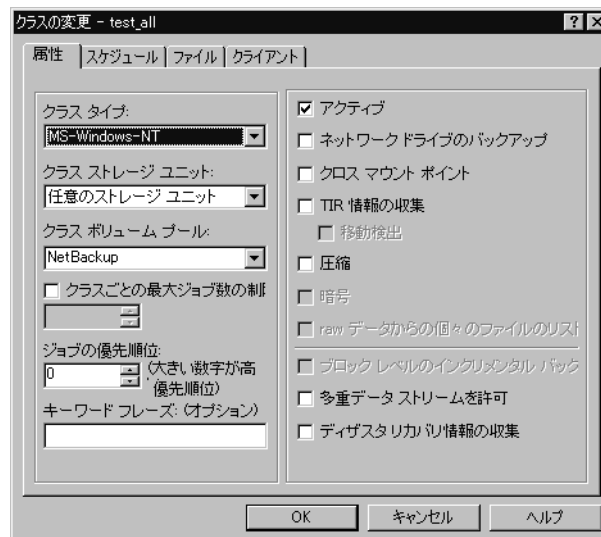 クラスの変更 - test_all
属性
スケジュール
ファイル
クライアント
クラス タイプ:
MS-Windows-NT
クラス ストレージ ユニット:
任意のストレージ ユニット
クラス ボリューム プール:
NetBackup
クラスごとの最大ジョブ数の制
ジョブの優先順位:
0
(大きい数字が高
優先順位)
キーワード フレーズ: (オプション)
アクティブ
ネットワーク ドライブのバックアップ
クロス マウント ポイント
TIR 情報の収集
移動検出
圧縮
暗号
raw データからの個々のファイルのリスト
ブロック レベルのインクリメンタル バック
多重データ ストリームを許可
ディザスタ リカバリ情報の収集
OK
キャンセル
ヘルプ